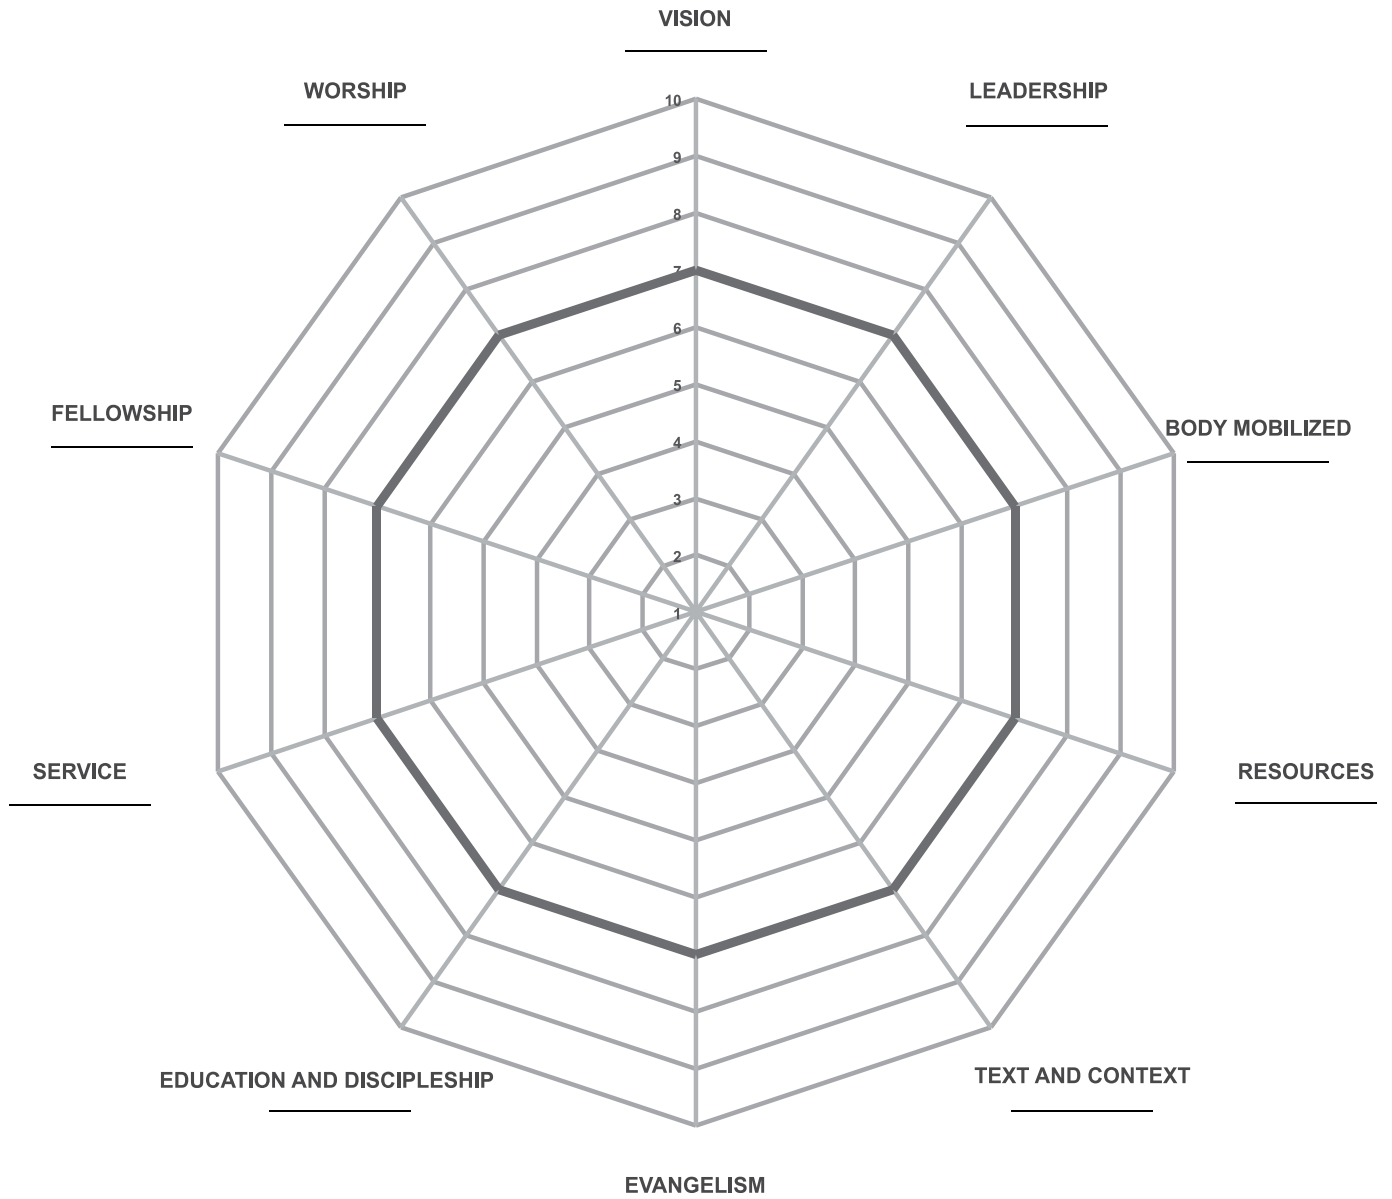 VISION
WORSHIP
LEADERSHIP
10
9
8
7
6
5
4
3
2
1
FELLOWSHIP
BODY MOBILIZED
SERVICE
RESOURCES
EDUCATION AND DISCIPLESHIP
TEXT AND CONTEXT
EVANGELISM